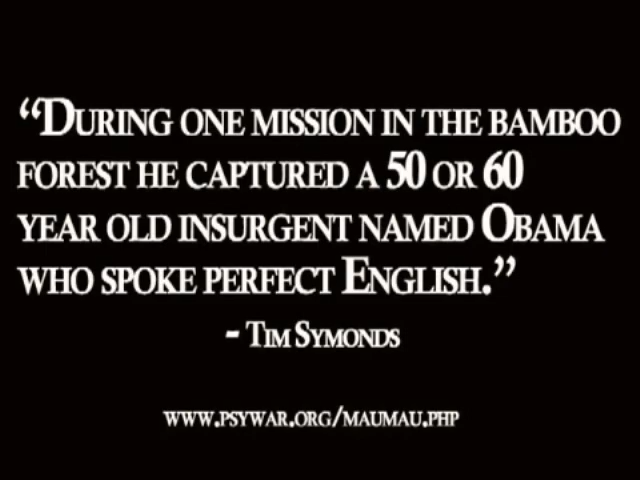 “During one mission in the bamboo
forest he captured a 50 or 60
year old insurgent named Obama
who spoke perfect English.”
- Tim Symonds
www.psywar.org/maumau.php